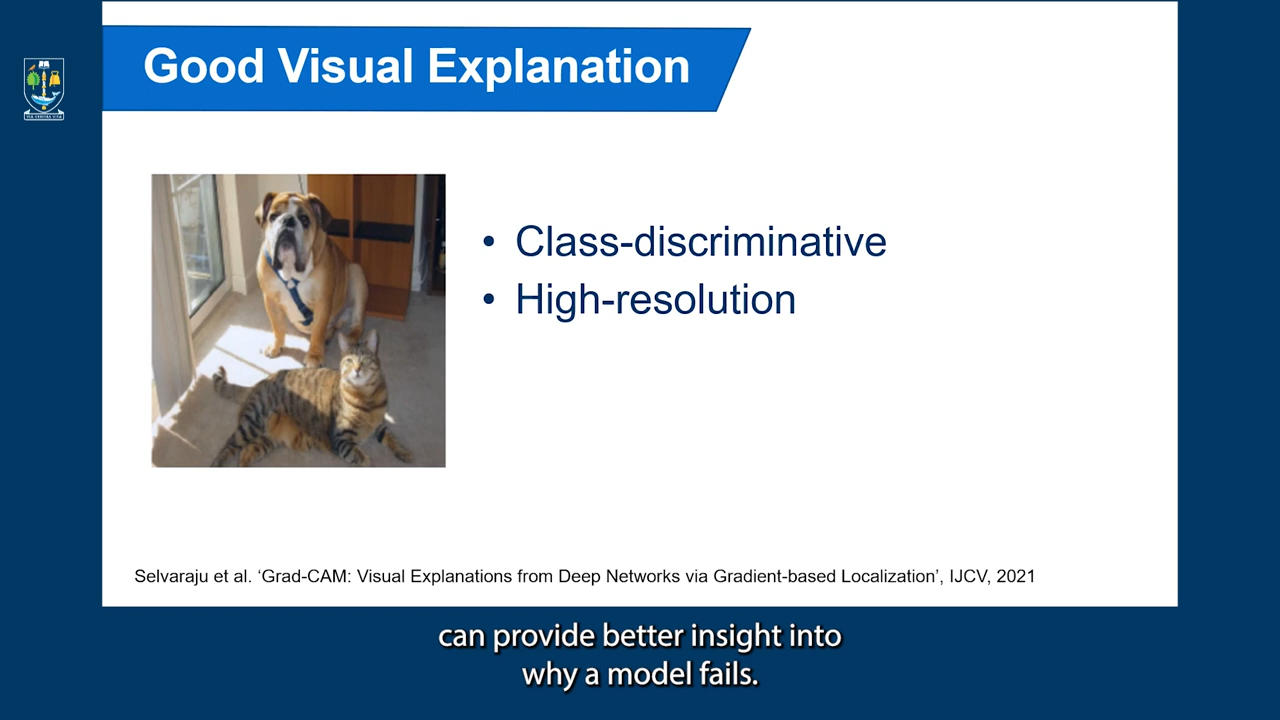 Good Visual Explanation
• Class-discriminative
• High-resolution
Selvaraju et al. ‘Grad-CAM: Visual Explanations from Deep Networks via Gradient-based Localization’, IJCV, 2021
can provide better insight into
why a model fails.